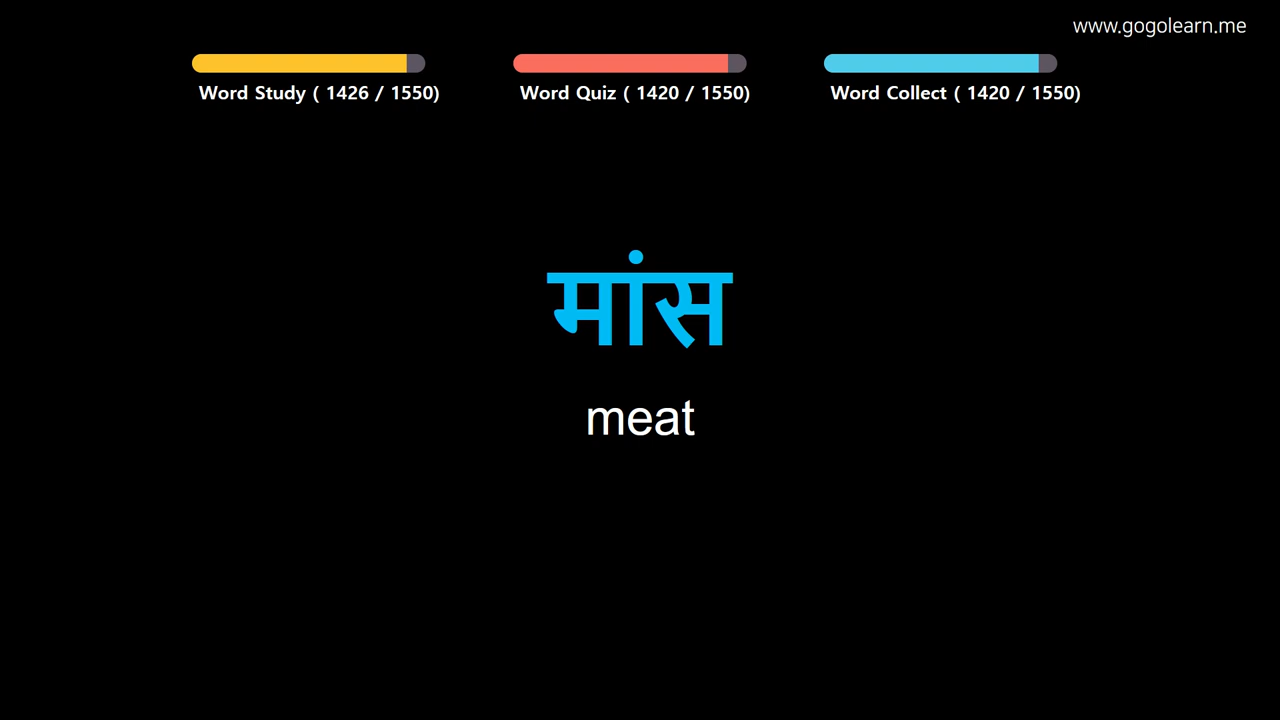 www.gogolearn.me
Word Study ( 1426 / 1550)
Word Quiz ( 1420 / 1550)
Word Collect ( 1420 / 1550)
मांस
meat